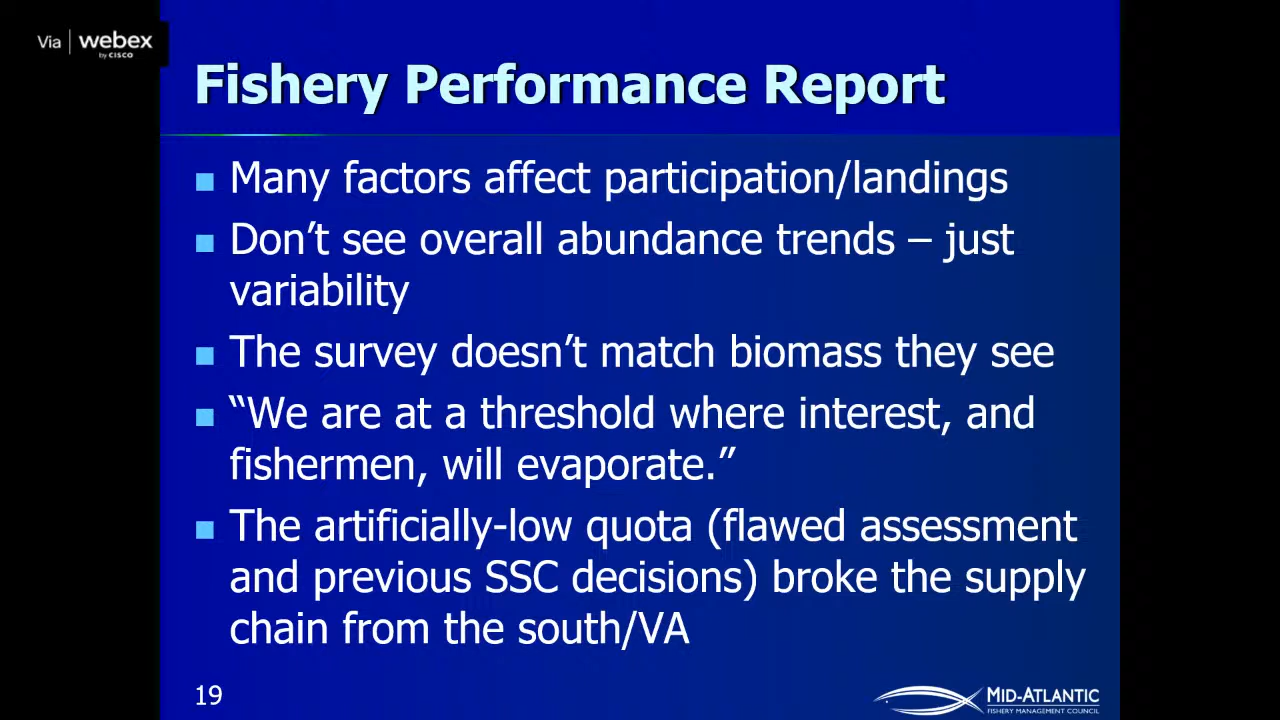 Via | webex
by CISCO
Fishery Performance Report
Many factors affect participation/landings
Don’t see overall abundance trends – just
variability
The survey doesn’t match biomass they see
“We are at a threshold where interest, and
fishermen, will evaporate.”
The artificially-low quota (flawed assessment
and previous SSC decisions) broke the supply
chain from the south/VA
19
MID-ATLANTIC
FISHERY MANAGEMENT COUNCIL